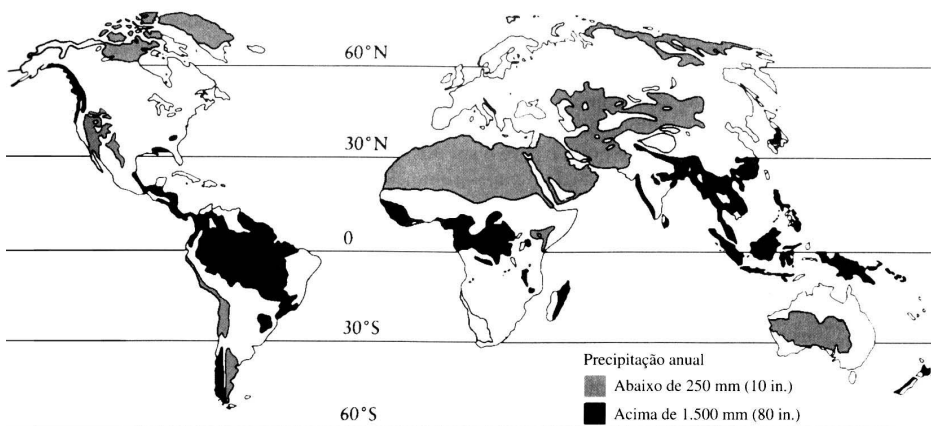 60°N
30°N
0
30°S
Precipitação anual
Abaixo de 250 mm (10 in.)
Acima de 1.500 mm (80 in.)
60°S